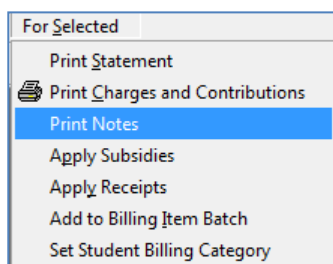 For Selected
Print Statement
Print Charges and Contributions
Print Notes
Apply Subsidies
Apply Receipts
Add to Billing Item Batch
Set Student Billing Category